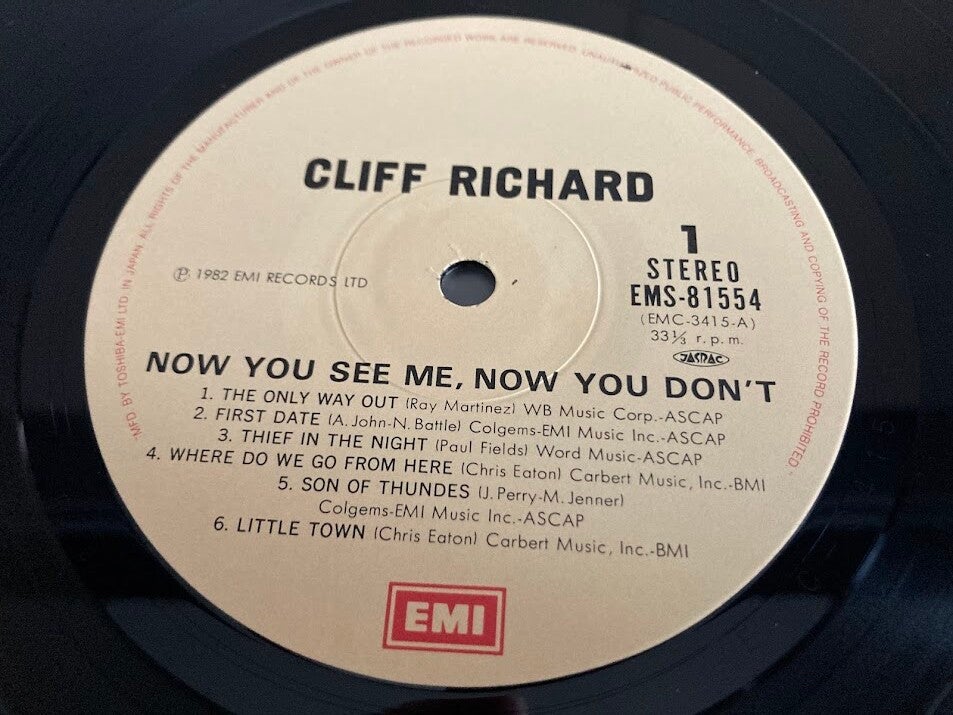 MFD. BY TOSHIBA-EMI LTD. IN JAPAN. ALL RIGHTS OF THE MANUFACTURER AND OF THE OWNER OF THE RECORDED WORK ARE RESERVED. UNAUTHORIZED PUBLIC PERFORMANCE, BROADCASTING AND COPYING OF THE RECORD PROHIBITED.
CLIFF RICHARD
1
STEREO
℗ 1982 EMI RECORDS LTD
EMS-81554
(EMC-3415-A)
33⅓ r.p.m.
JASRAC
NOW YOU SEE ME, NOW YOU DON'T
1. THE ONLY WAY OUT (Ray Martinez) WB Music Corp.-ASCAP
2. FIRST DATE (A. John-N. Battle) Colgems-EMI Music Inc.-ASCAP
3. THIEF IN THE NIGHT (Paul Fields) Word Music-ASCAP
4. WHERE DO WE GO FROM HERE (Chris Eaton) Carbert Music, Inc.-BMI
5. SON OF THUNDES (J. Perry-M. Jenner)
Colgems-EMI Music Inc.-ASCAP
6. LITTLE TOWN (Chris Eaton) Carbert Music, Inc.-BMI
EMI